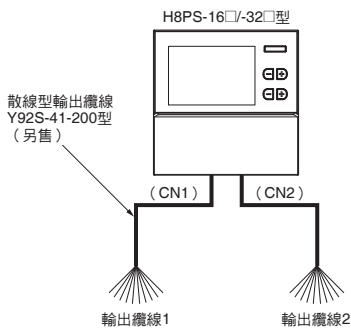 H8PS-16□/-32□型
散線型輸出纜線
Y92S-41-200型
（另售）
（CN1）
（CN2）
輸出纜線1
輸出纜線2